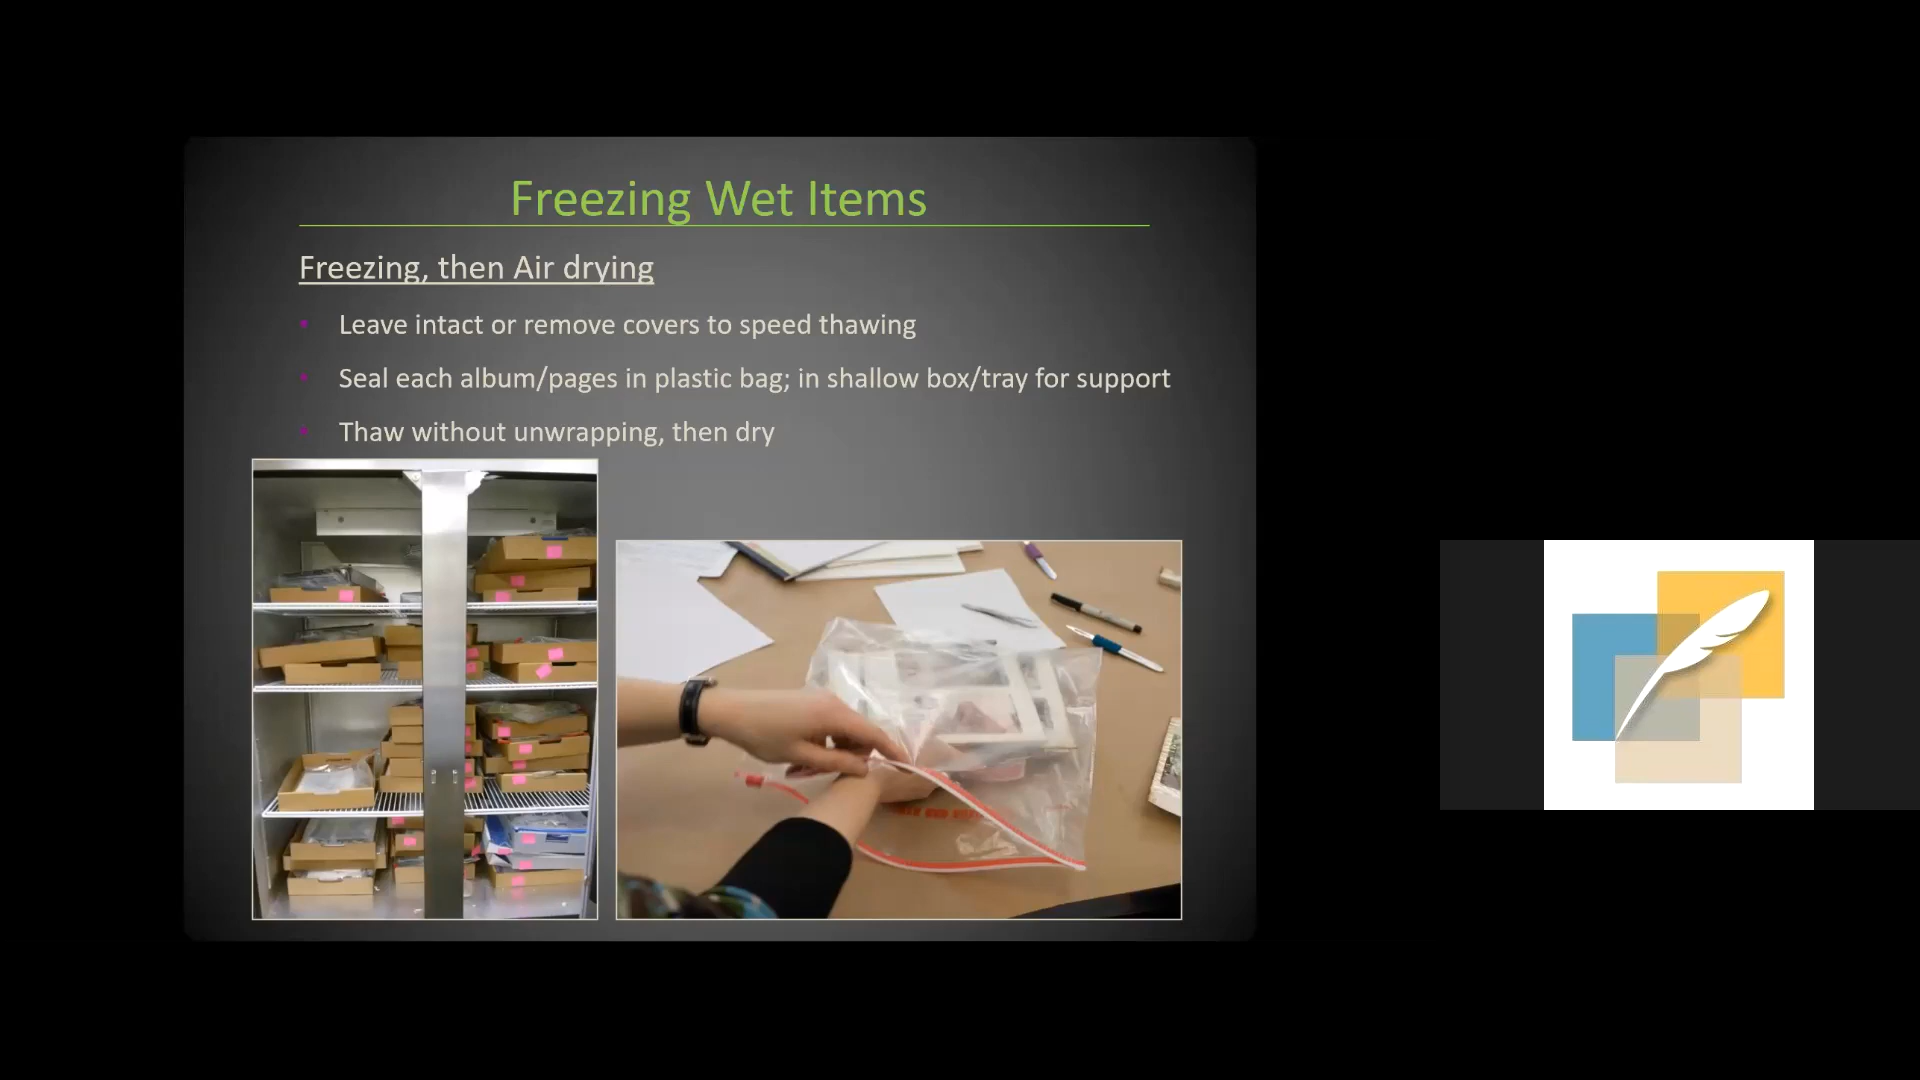 Freezing Wet Items
Freezing, then Air drying
• Leave intact or remove covers to speed thawing
• Seal each album/pages in plastic bag; in shallow box/tray for support
• Thaw without unwrapping, then dry